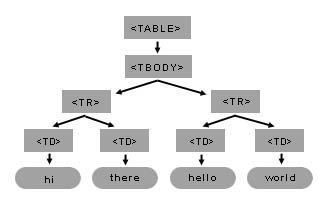 <TABLE>
<TBODY>
<TR> <TR>
<TD> <TD> <TD> <TD>
hi there hello world